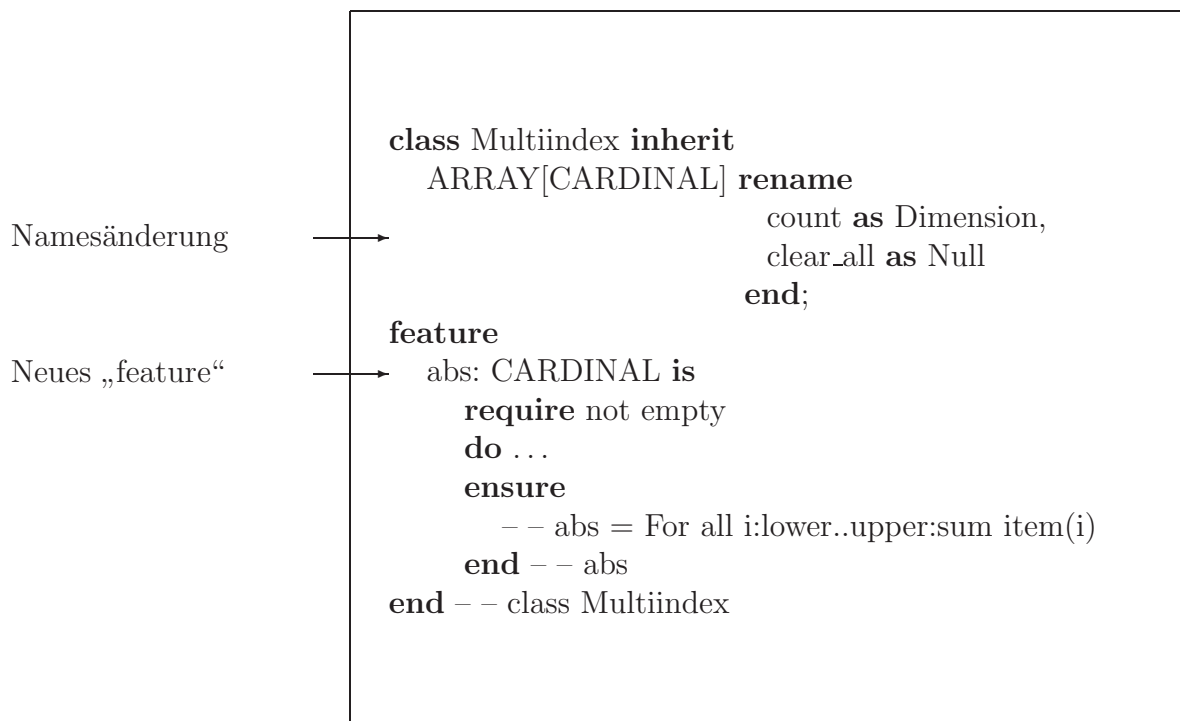 class Multiindex inherit
ARRAY[CARDINAL] rename
count as Dimension,
Namesänderung
clear_all as Null
end;
feature
Neues „feature“
abs: CARDINAL is
require not empty
do ...
ensure
– – abs = For all i:lower..upper:sum item(i)
end – – abs
end – – class Multiindex